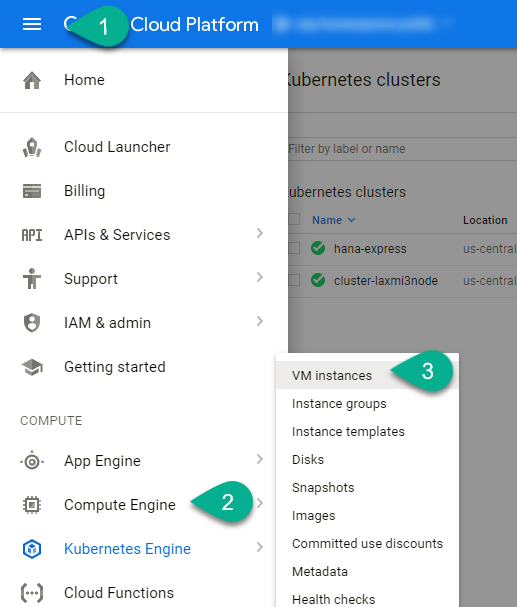 1
Cloud Platform
Home
Cloud Launcher
Billing
API
APIs & Services
Support
IAM & admin
Getting started
COMPUTE
App Engine
Compute Engine
2
Kubernetes Engine
Cloud Functions
Kubernetes clusters
Filter by label or name
Kubernetes clusters
Name
Location
hana-express
us-central
cluster-laxmi3node
us-central
VM instances
3
Instance groups
Instance templates
Disks
Snapshots
Images
Committed use discounts
Metadata
Health checks